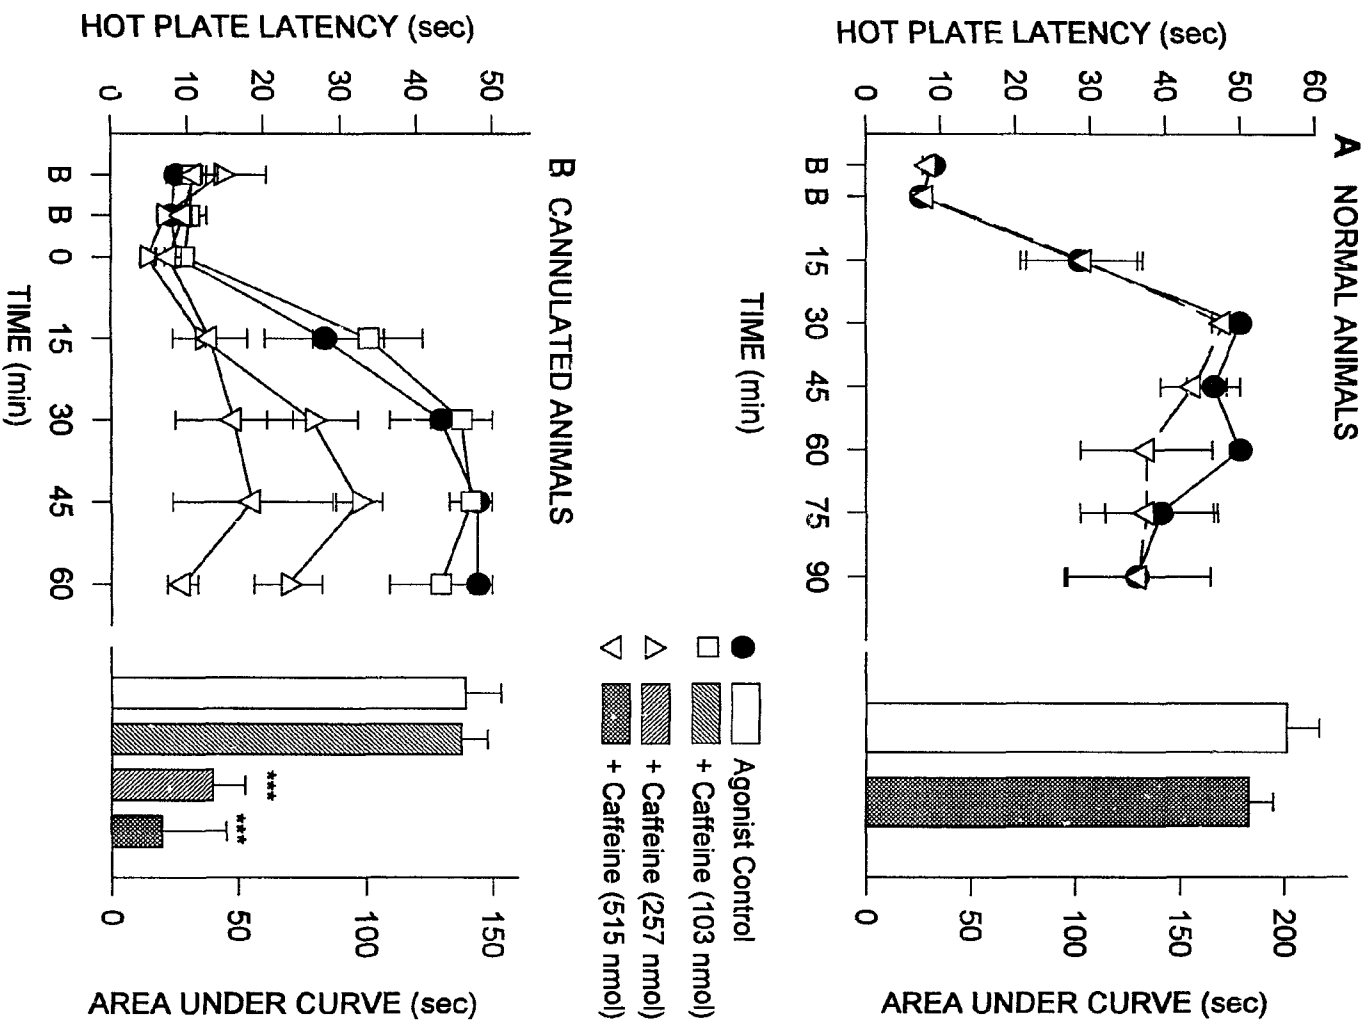 A NORMAL ANIMALS
HOT PLATE LATENCY (sec)
60
50
40
30
20
10
0
B B 15 30 45 60 75 90
TIME (min)
200
150
100
50
0
AREA UNDER CURVE (sec)
Agonist Control
+ Caffeine (103 nmol)
+ Caffeine (257 nmol)
+ Caffeine (515 nmol)
B CANNULATED ANIMALS
HOT PLATE LATENCY (sec)
50
40
30
20
10
0
B B 0 15 30 45 60
TIME (min)
***
***
150
100
50
0
AREA UNDER CURVE (sec)